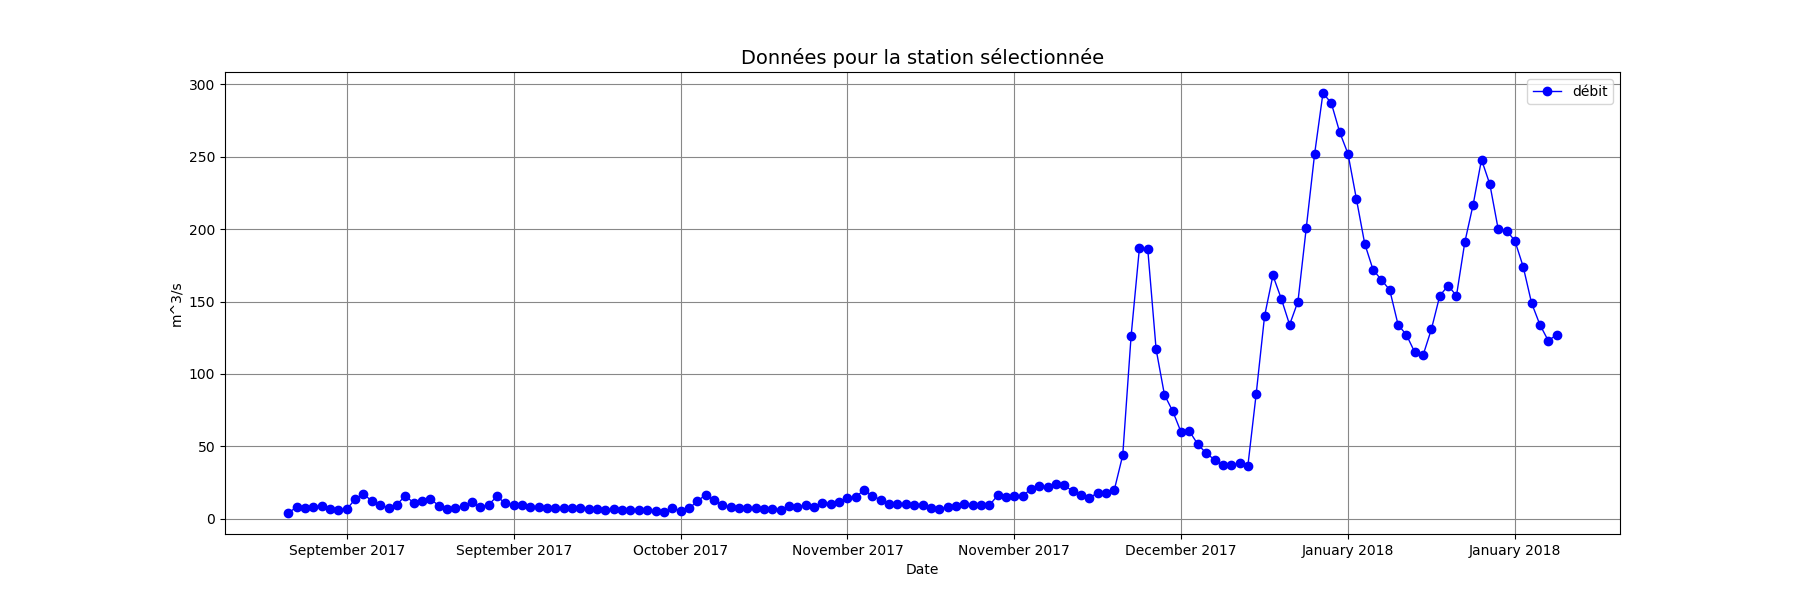 Données pour la station sélectionnée
débit
m^3/s
300
250
200
150
100
50
0
September 2017 September 2017 October 2017 November 2017 November 2017 December 2017 January 2018 January 2018
Date